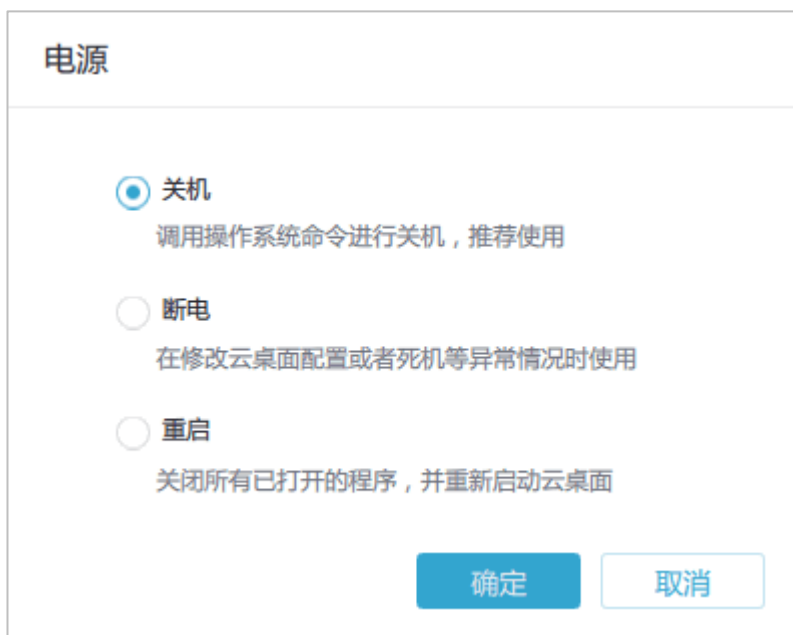 电源
关机
调用操作系统命令进行关机，推荐使用
断电
在修改云桌面配置或者死机等异常情况时使用
重启
关闭所有已打开的程序，并重新启动云桌面
确定
取消